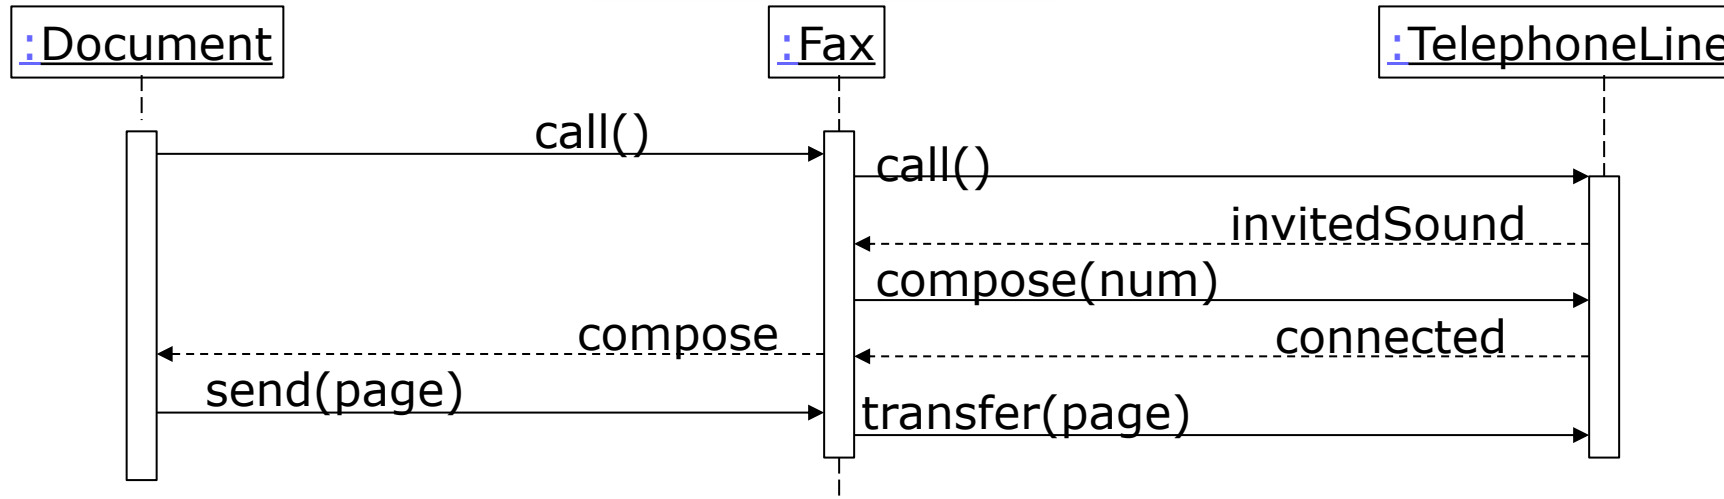 :Document
:Fax
:TelephoneLine
call()
call()
invitedSound
compose(num)
compose
connected
send(page)
transfer(page)